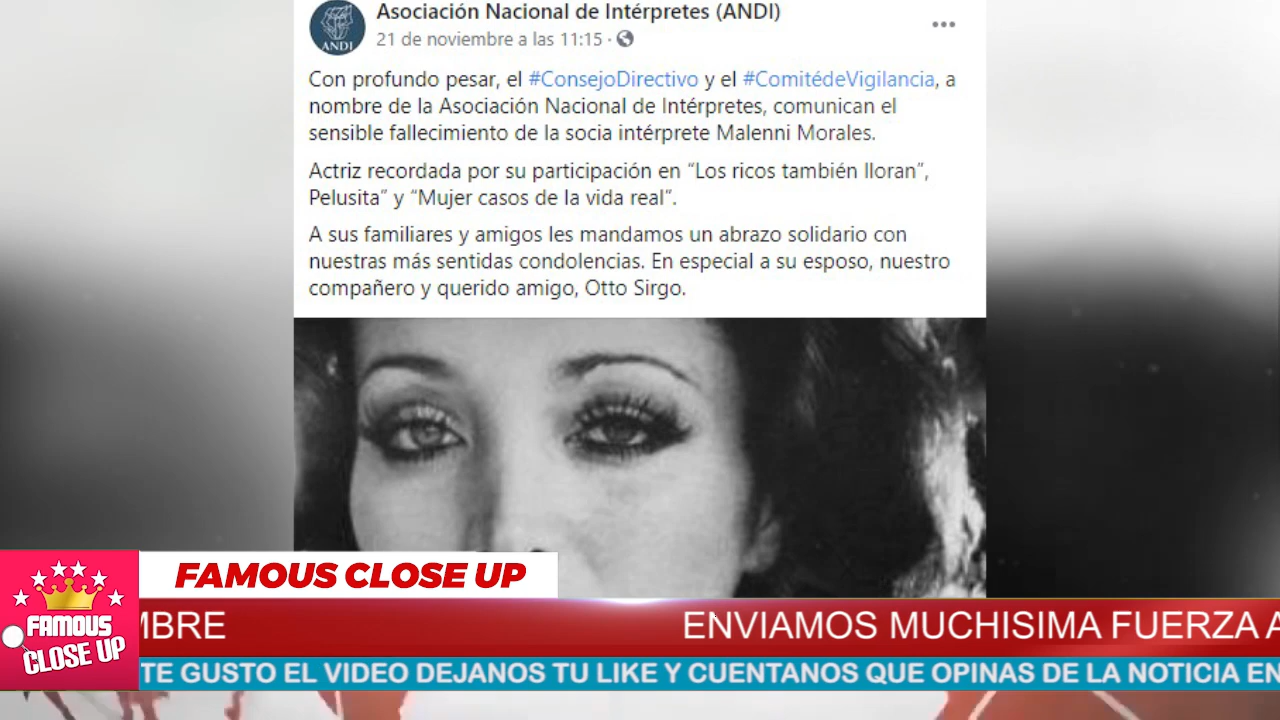 Asociación Nacional de Intérpretes (ANDI)
21 de noviembre a las 11:15 ·
ANDI
Con profundo pesar, el #ConsejoDirectivo y el #ComitédeVigilancia, a
nombre de la Asociación Nacional de Intérpretes, comunican el
sensible fallecimiento de la socia intérprete Malenni Morales.
Actriz recordada por su participación en “Los ricos también lloran”,
Pelusita” y “Mujer casos de la vida real”.
A sus familiares y amigos les mandamos un abrazo solidario con
nuestras más sentidas condolencias. En especial a su esposo, nuestro
compañero y querido amigo, Otto Sirgo.
FAMOUS CLOSE UP
FAMOUS
CLOSE UP
MBRE ENVIAMOS MUCHISIMA FUERZA A
TE GUSTO EL VIDEO DEJANOS TU LIKE Y CUENTANOS QUE OPINAS DE LA NOTICIA EN